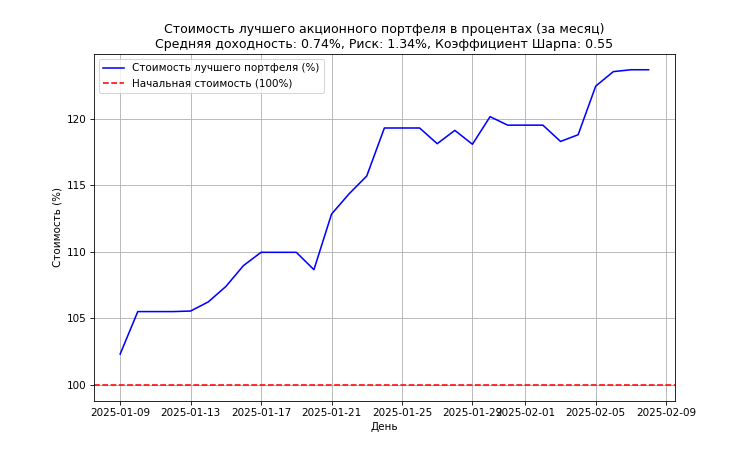 Стоимость лучшего акционного портфеля в процентах (за месяц)
Средняя доходность: 0.74%, Риск: 1.34%, Коэффициент Шарпа: 0.55
Стоимость лучшего портфеля (%)
Начальная стоимость (100%)
Стоимость (%)
120
115
110
105
100
2025-01-09 2025-01-13 2025-01-17 2025-01-21 2025-01-25 2025-01-29 2025-02-01 2025-02-05 2025-02-09
День